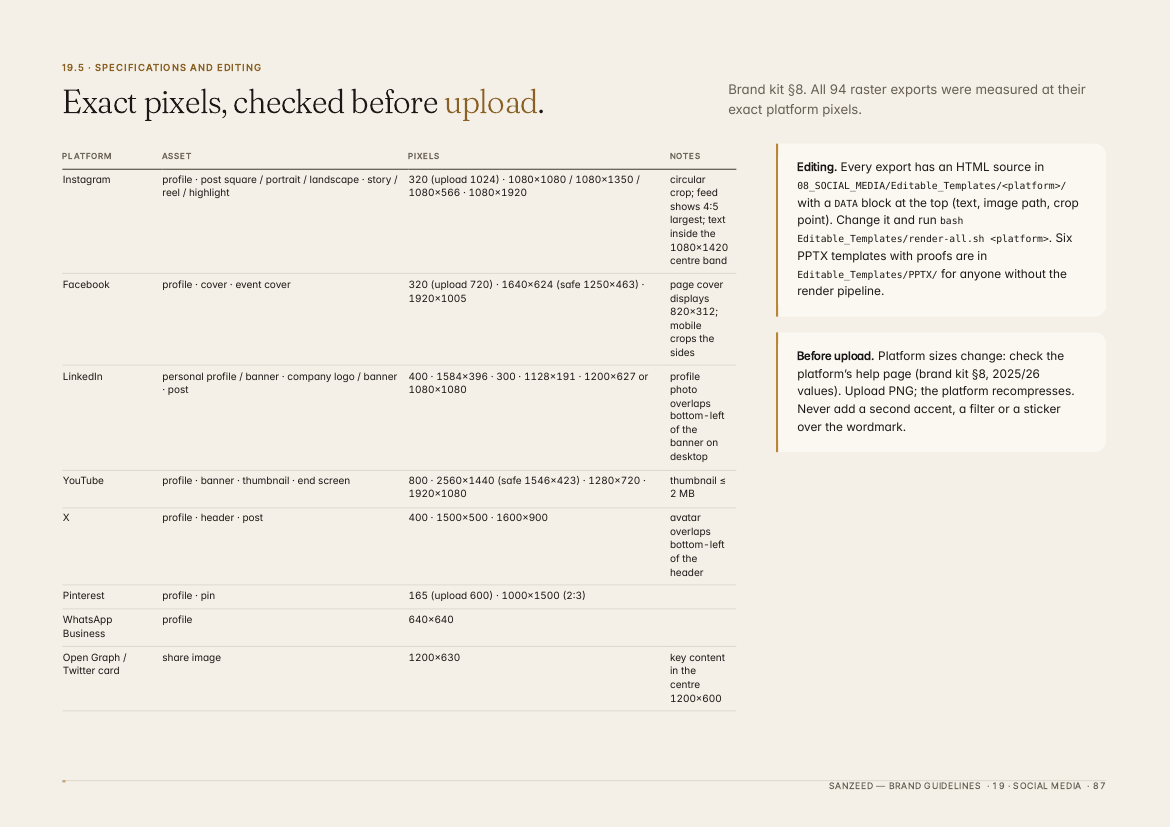 19.5 · SPECIFICATIONS AND EDITING
Exact pixels, checked before upload.
Brand kit §8. All 94 raster exports were measured at their
exact platform pixels.
PLATFORM ASSET PIXELS NOTES
Instagram
profile · post square / portrait / landscape · story /
reel / highlight
320 (upload 1024) · 1080×1080 / 1080×1350 /
1080×566 · 1080×1920
circular
crop; feed
shows 4:5
largest; text
inside the
1080×1420
centre band
Facebook
profile · cover · event cover
320 (upload 720) · 1640×624 (safe 1250×463) ·
1920×1005
page cover
displays
820×312;
mobile
crops the
sides
LinkedIn
personal profile / banner · company logo / banner
· post
400 · 1584×396 · 300 · 1128×191 · 1200×627 or
1080×1080
profile
photo
overlaps
bottom-left
of the
banner on
desktop
YouTube
profile · banner · thumbnail · end screen
800 · 2560×1440 (safe 1546×423) · 1280×720 ·
1920×1080
thumbnail ≤
2 MB
X
profile · header · post
400 · 1500×500 · 1600×900
avatar
overlaps
bottom-left
of the
header
Pinterest
profile · pin
165 (upload 600) · 1000×1500 (2:3)
WhatsApp
Business
profile
640×640
Open Graph /
Twitter card
share image
1200×630
key content
in the
centre
1200×600
Editing. Every export has an HTML source in
08_SOCIAL_MEDIA/Editable_Templates/<platform>/
with a DATA block at the top (text, image path, crop
point). Change it and run bash
Editable_Templates/render-all.sh <platform>. Six
PPTX templates with proofs are in
Editable_Templates/PPTX/ for anyone without the
render pipeline.
Before upload. Platform sizes change: check the
platform's help page (brand kit §8, 2025/26
values). Upload PNG; the platform recompresses.
Never add a second accent, a filter or a sticker
over the wordmark.
SANZEED — BRAND GUIDELINES · 19 · SOCIAL MEDIA · 87